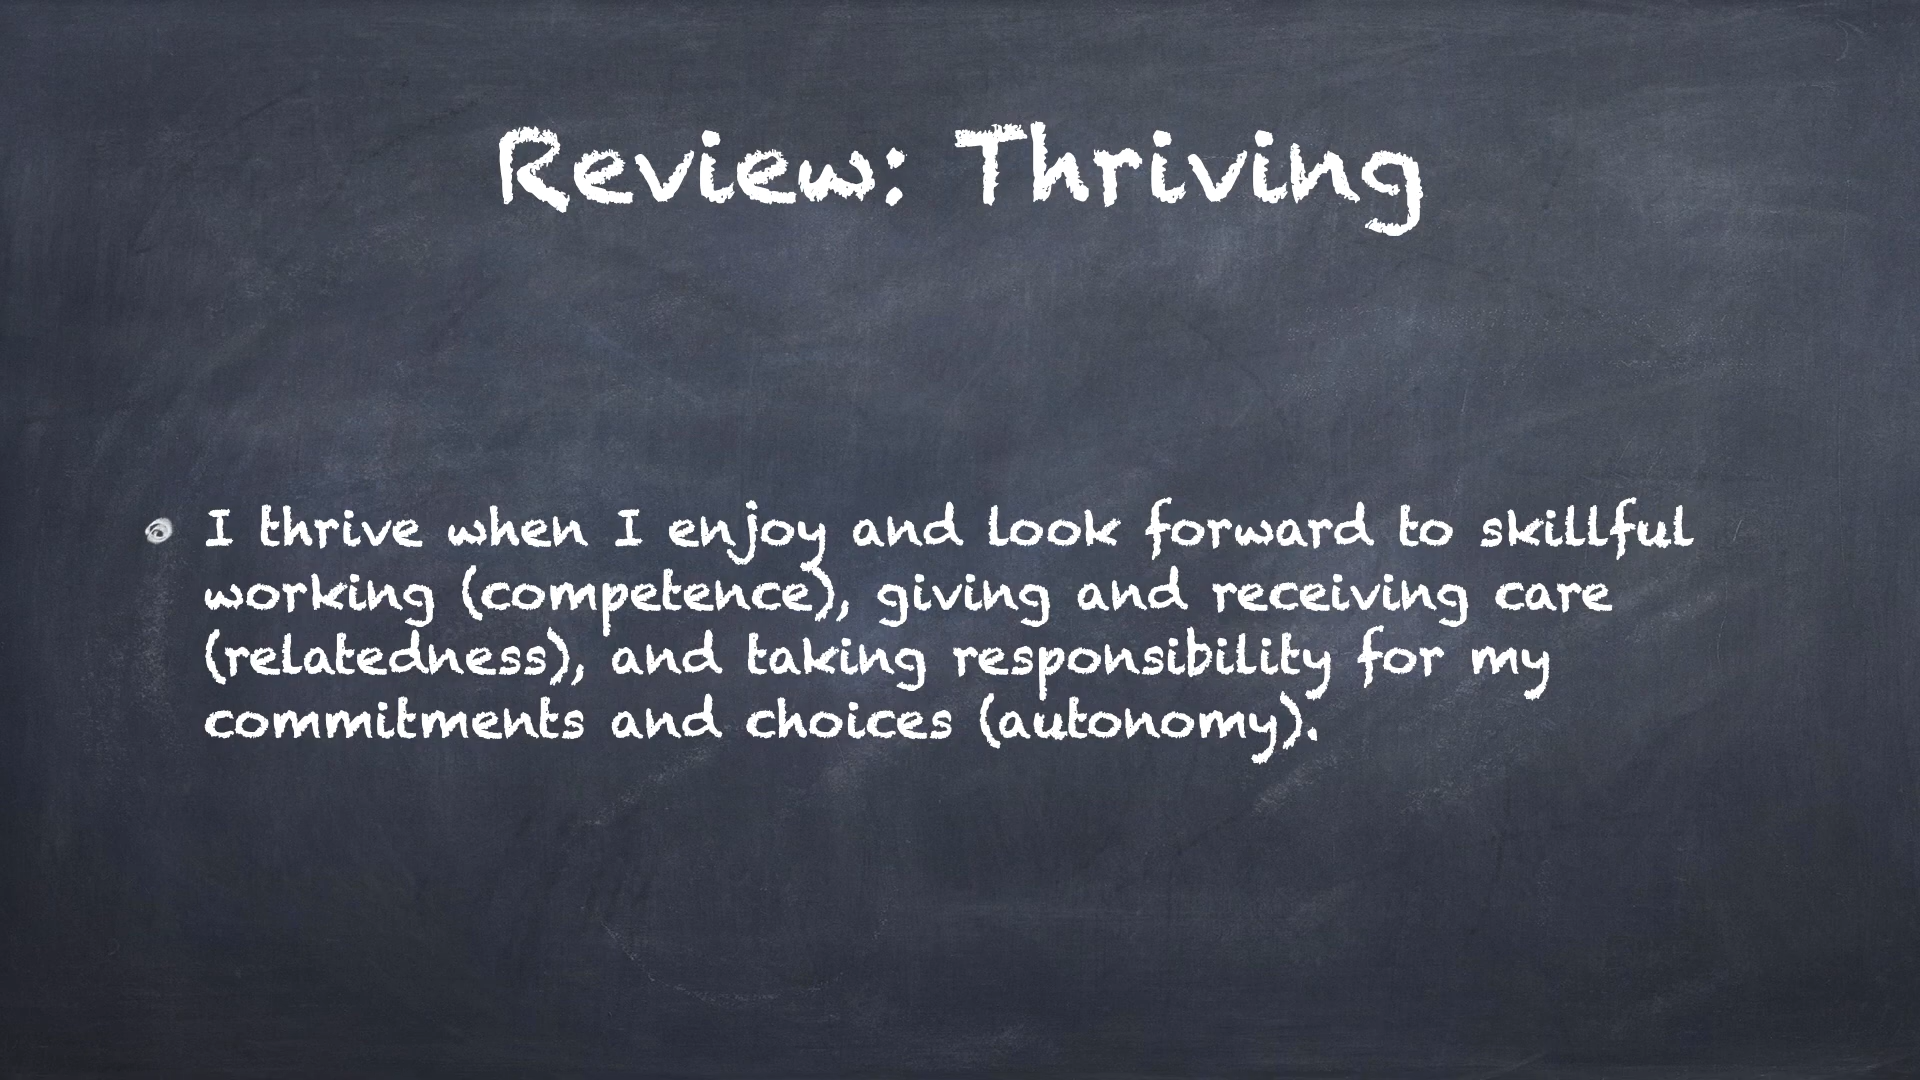 Review: Thriving
I thrive when I enjoy and look forward to skillful
working (competence), giving and receiving care
(relatedness), and taking responsibility for my
commitments and choices (autonomy).